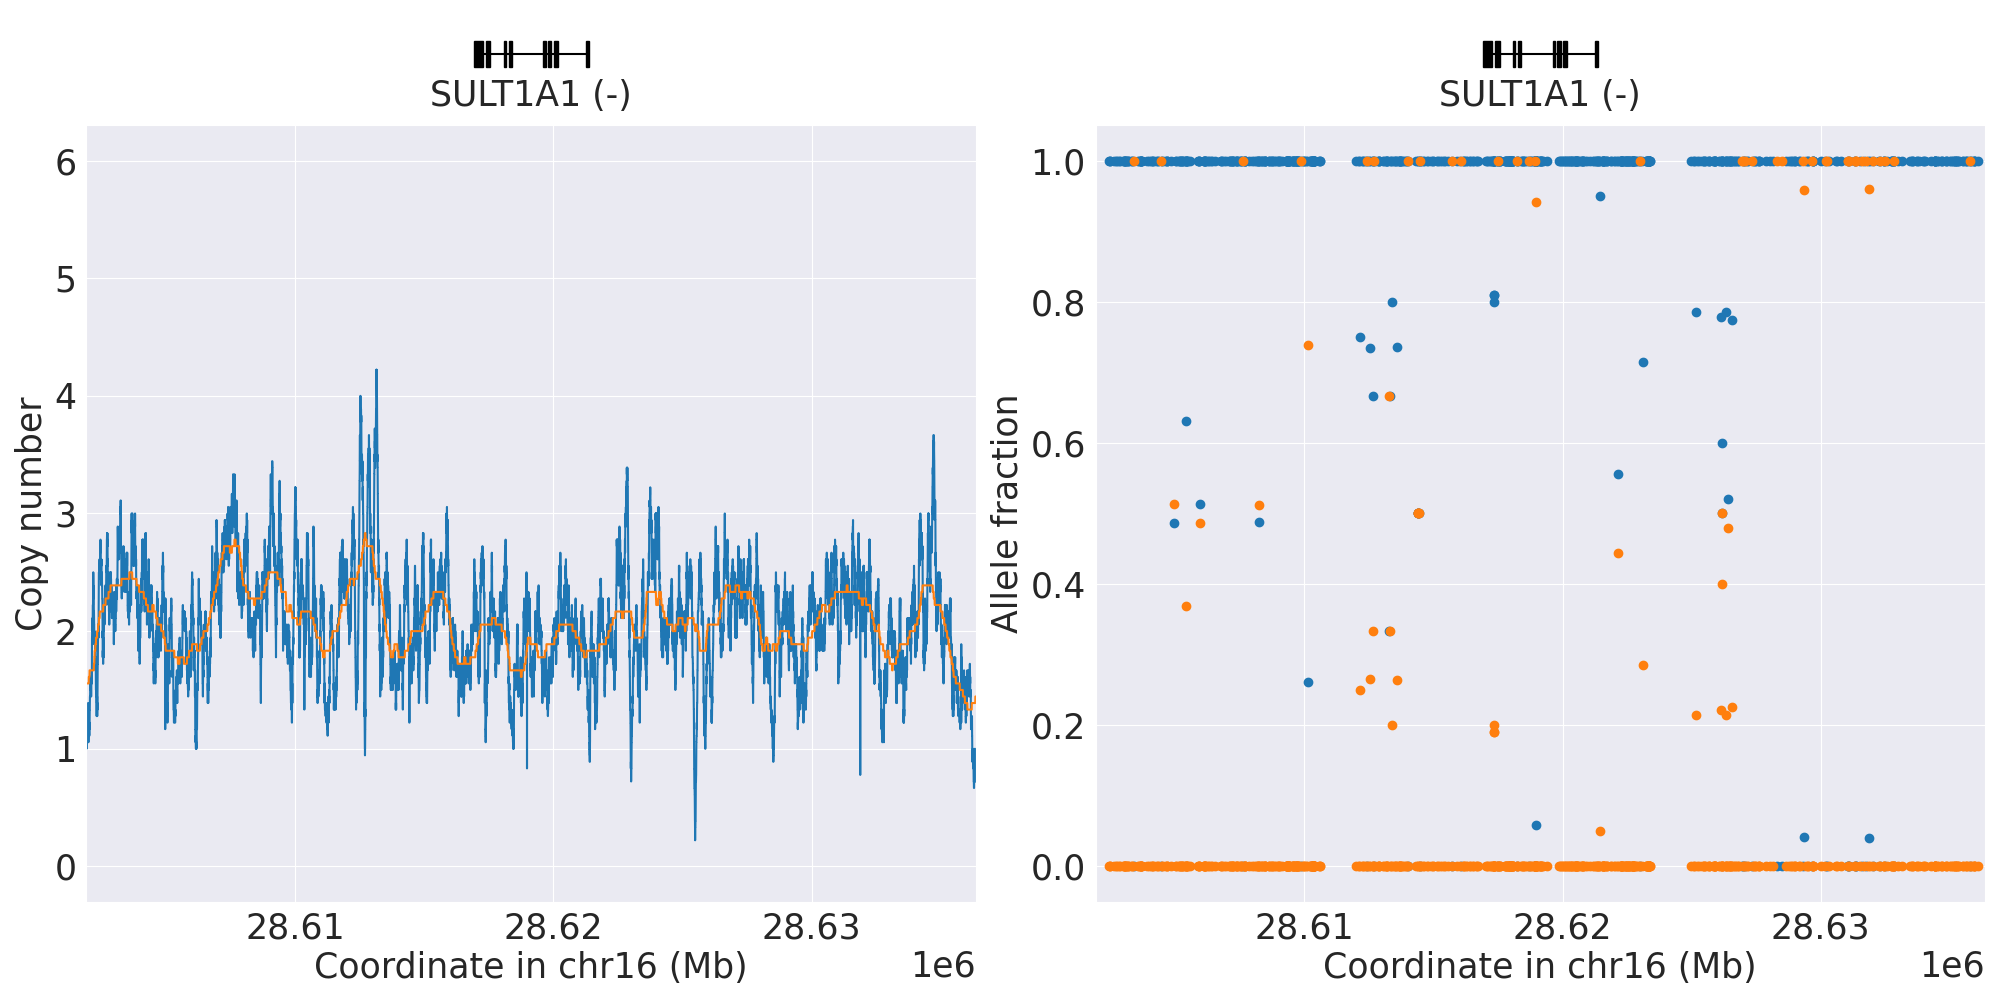 SULT1A1 (-)
Copy number
6
5
4
3
2
1
0
28.61
28.62
28.63
Coordinate in chr16 (Mb)
1e6
SULT1A1 (-)
Allele fraction
1.0
0.8
0.6
0.4
0.2
0.0
28.61
28.62
28.63
Coordinate in chr16 (Mb)
1e6